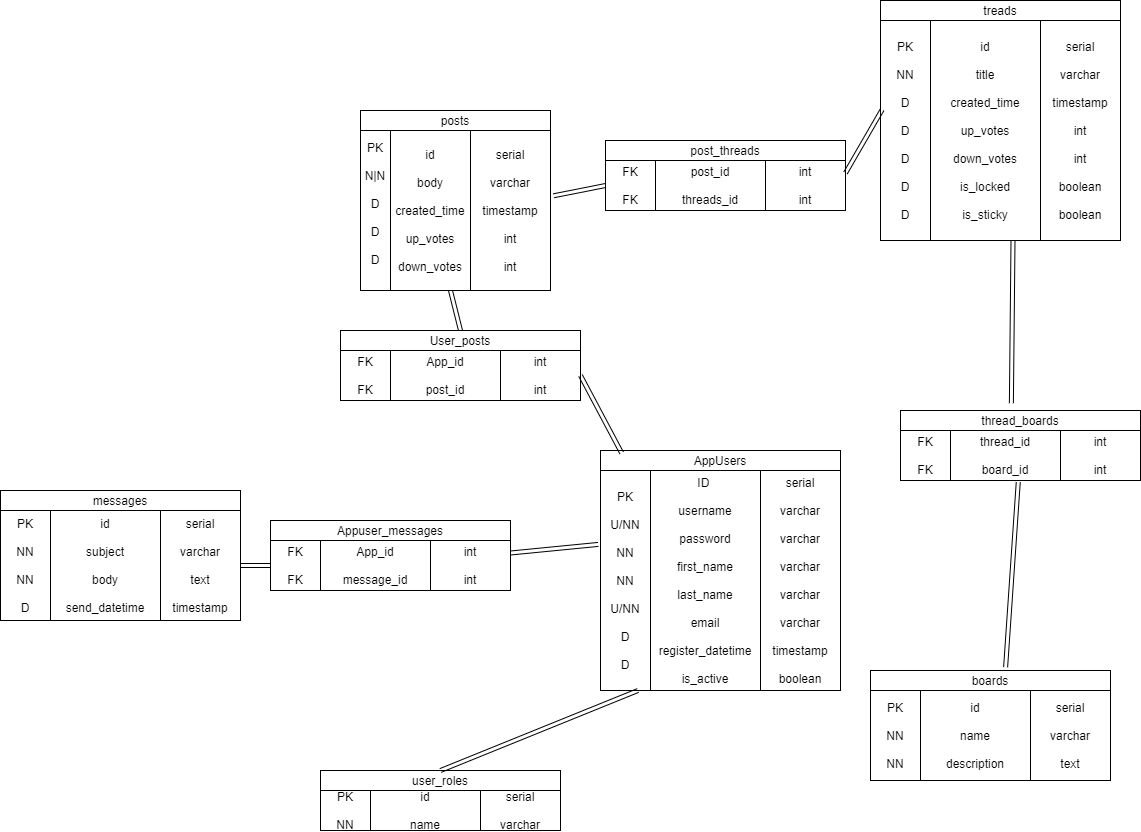 treads
PK id serial
NN title varchar
D created_time timestamp
D up_votes int
D down_votes int
D is_locked boolean
D is_sticky boolean
posts
PK id serial
N|N body varchar
D created_time timestamp
D up_votes int
D down_votes int
post_threads
FK post_id int
FK threads_id int
User_posts
FK App_id int
FK post_id int
thread_boards
FK thread_id int
FK board_id int
AppUsers
ID serial
PK username varchar
U/NN password varchar
NN first_name varchar
NN last_name varchar
U/NN email varchar
D register_datetime timestamp
D is_active boolean
messages
PK id serial
NN subject varchar
NN body text
D send_datetime timestamp
Appuser_messages
FK App_id int
FK message_id int
boards
PK id serial
NN name varchar
NN description text
user_roles
PK id serial
NN name varchar